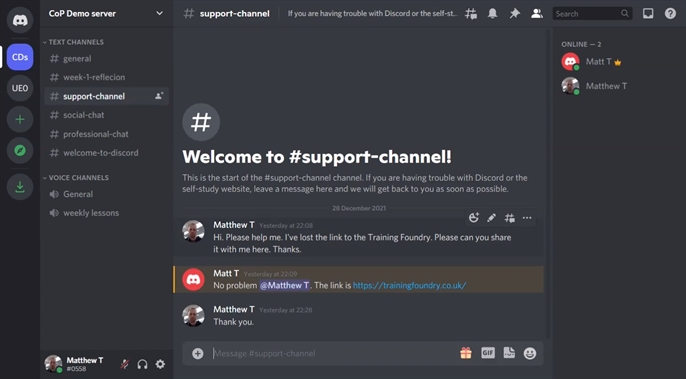 CoP Demo server
# support-channel
If you are having trouble with Discord or the self-st...
Search
CDs
UE0
TEXT CHANNELS
# general
# week-1-reflecion
# support-channel
# social-chat
# professional-chat
# welcome-to-discord
VOICE CHANNELS
General
weekly lessons
Matthew T
#0558
#
Welcome to #support-channel!
This is the start of the #support-channel channel. If you are having trouble with Discord or the
self-study website, leave a message here and we will get back to you as soon as possible.
28 December 2021
Matthew T Yesterday at 22:08
Hi. Please help me. I've lost the link to the Training Foundry. Please can you share
it with me here. Thanks.
Matt T Yesterday at 22:09
No problem @Matthew T. The link is https://trainingfoundry.co.uk/
Matthew T Yesterday at 22:28
Thank you.
Message #support-channel
GIF
ONLINE — 2
Matt T
Matthew T